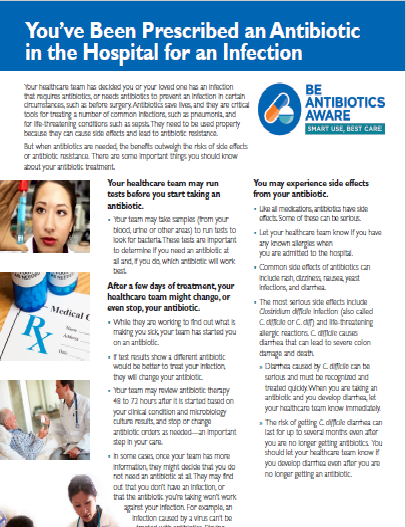 You've Been Prescribed an Antibiotic
in the Hospital for an Infection
Your healthcare team has decided you or your loved one has an infection
that requires antibiotics, or needs antibiotics to prevent an infection in certain
circumstances, such as before surgery. Antibiotics save lives, and they are critical
tools for treating a number of common infections, such as pneumonia, and
for life-threatening conditions such as sepsis. They need to be used properly
because they can cause side effects and lead to antibiotic resistance.
But when antibiotics are needed, the benefits outweigh the risks of side effects
or antibiotic resistance. There are some important things you should know
about your antibiotic treatment.
BE
ANTIBIOTICS
AWARE
SMART USE, BEST CARE
Your healthcare team may run
tests before you start taking an
antibiotic.
• Your team may take samples (from your
blood, urine or other areas) to run tests to
look for bacteria. These tests are important
to determine if you need an antibiotic at
all and, if you do, which antibiotic will work
best.
After a few days of treatment, your
healthcare team might change, or
even stop, your antibiotic.
• While they are working to find out what is
making you sick, your team has started you
on an antibiotic.
• If test results show a different antibiotic
would be better to treat your infection,
they will change your antibiotic.
• Your team may review antibiotic therapy
48 to 72 hours after it is started based on
your clinical condition and microbiology
culture results, and stop or change
antibiotic orders as needed—an important
step in your care.
• In some cases, once your team has more
information, they might decide that you do
not need an antibiotic at all. They may find
out that you don't have an infection, or
that the antibiotic you're taking won't work
against your infection. For example, an
infection caused by a virus can't be
treated with antibiotics.
You may experience side effects
from your antibiotic.
• Like all medications, antibiotics have side
effects. Some of these can be serious.
• Let your healthcare team know if you have
any known allergies when
you are admitted to the hospital.
• Common side effects of antibiotics can
include rash, dizziness, nausea, yeast
infections, and diarrhea.
• The most serious side effects include
Clostridium difficile infection (also called
C. difficile or C. diff) and life-threatening
allergic reactions. C. difficile causes
diarrhea that can lead to severe colon
damage and death.
» Diarrhea caused by C. difficile can be
serious and must be recognized and
treated quickly. When you are taking an
antibiotic and you develop diarrhea, let
your healthcare team know immediately.
» The risk of getting C. difficile diarrhea can
last for up to several months even after
you are no longer getting antibiotics. You
should let your healthcare team know if
you develop diarrhea even after you are
no longer getting an antibiotic.
Medical C
Rx
Name
Address
Date